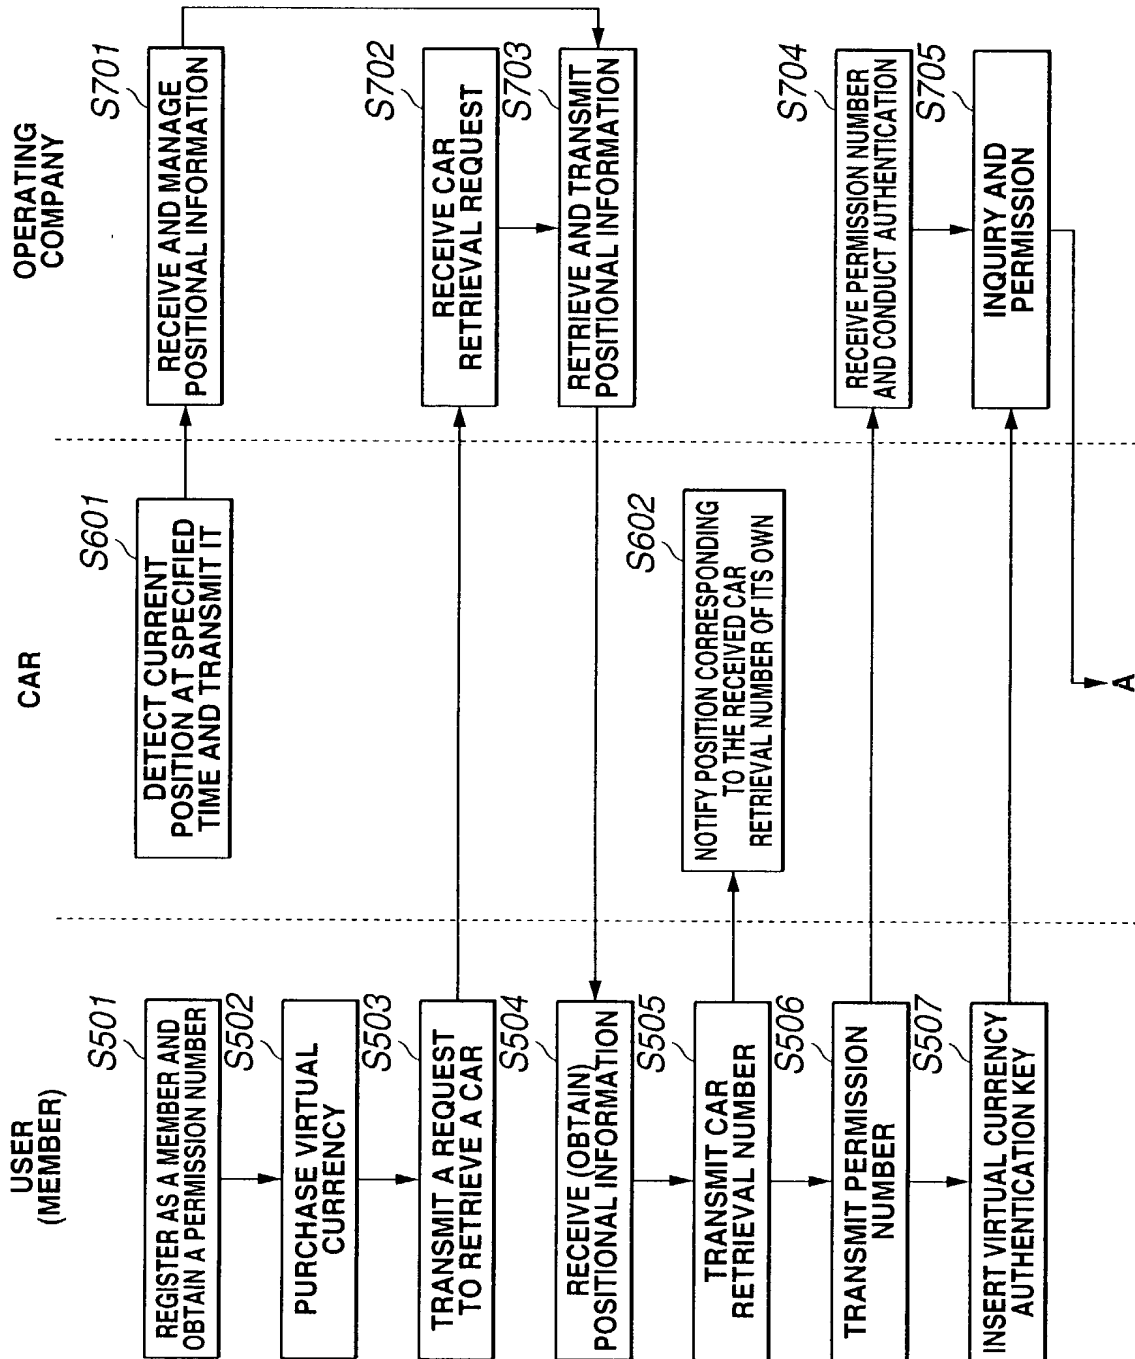 USER
(MEMBER)
CAR
OPERATING
COMPANY
S501
REGISTER AS A MEMBER AND
OBTAIN A PERMISSION NUMBER
S502
PURCHASE VIRTUAL
CURRENCY
S503
TRANSMIT A REQUEST
TO RETRIEVE A CAR
S504
RECEIVE (OBTAIN)
POSITIONAL INFORMATION
S505
TRANSMIT CAR
RETRIEVAL NUMBER
S506
TRANSMIT PERMISSION
NUMBER
S507
INSERT VIRTUAL CURRENCY
AUTHENTICATION KEY
S601
DETECT CURRENT
POSITION AT SPECIFIED
TIME AND TRANSMIT IT
S602
NOTIFY POSITION CORRESPONDING
TO THE RECEIVED CAR
RETRIEVAL NUMBER OF ITS OWN
A
S701
RECEIVE AND MANAGE
POSITIONAL INFORMATION
S702
RECEIVE CAR
RETRIEVAL REQUEST
S703
RETRIEVE AND TRANSMIT
POSITIONAL INFORMATION
S704
RECEIVE PERMISSION NUMBER
AND CONDUCT AUTHENTICATION
S705
INQUIRY AND
PERMISSION